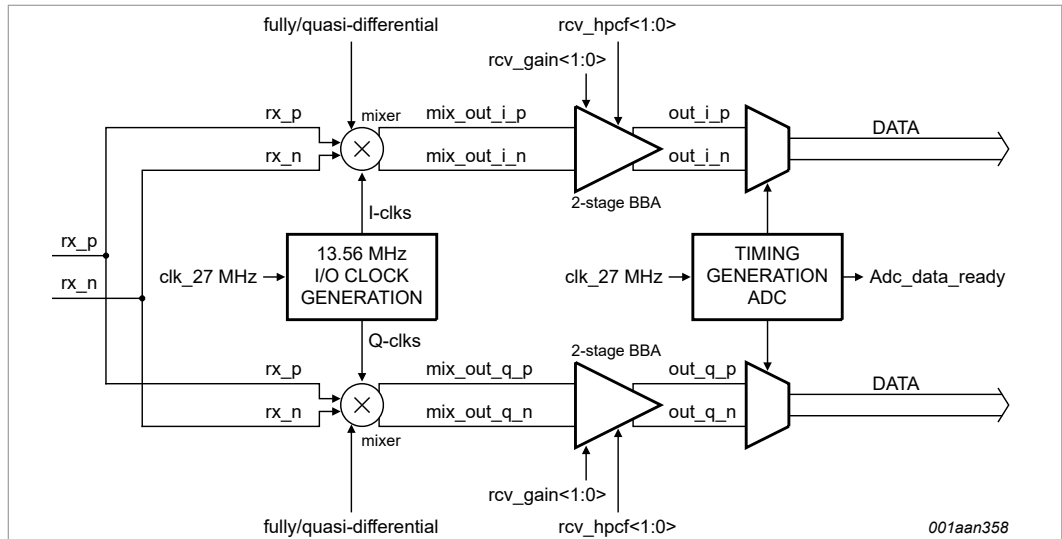 fully/quasi-differential
rcv_hpcf<1:0>
rcv_gain<1:0>
rx_p
mixer
mix_out_i_p
out_i_p
DATA
rx_n
mix_out_i_n
out_i_n
2-stage BBA
I-clks
rx_p
rx_n
clk_27 MHz
13.56 MHz
I/O CLOCK
GENERATION
clk_27 MHz
TIMING
GENERATION
ADC
Adc_data_ready
Q-clks
2-stage BBA
rx_p
mix_out_q_p
out_q_p
DATA
rx_n
mix_out_q_n
out_q_n
mixer
rcv_gain<1:0>
fully/quasi-differential
rcv_hpcf<1:0>
001aan358